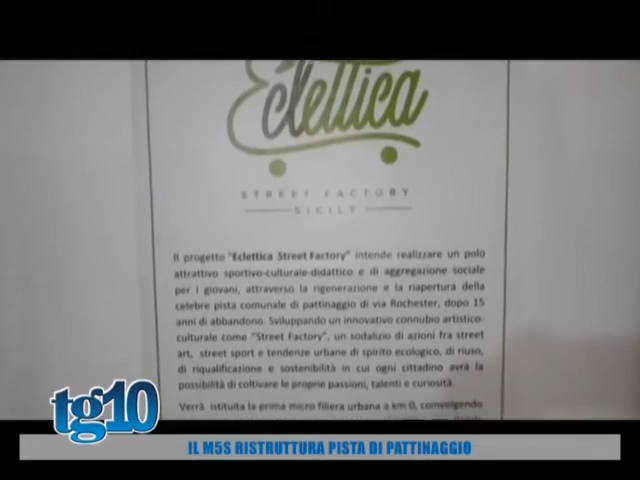 Eclettica
STREET FACTORY
SICILY
Il progetto "Eclettica Street Factory" intende realizzare un polo
attrattivo sportivo-culturale-didattico e di aggregazione sociale
per i giovani, attraverso la rigenerazione e la riapertura della
celebre pista comunale di pattinaggio di via Rochester, dopo 15
anni di abbandono. Sviluppando un innovativo connubio artistico-
culturale come "Street Factory", un sodalizio di azioni fra street
art, street sport e tendenze urbane di spirito ecologico, di riuso,
di riqualificazione e sostenibilità in cui ogni cittadino avrà la
possibilità di coltivare le proprie passioni, talenti e curiosità.
Verrà istituita la prima micro filiera urbana a km 0, coinvolgendo
tg10
IL M5S RISTRUTTURA PISTA DI PATTINAGGIO